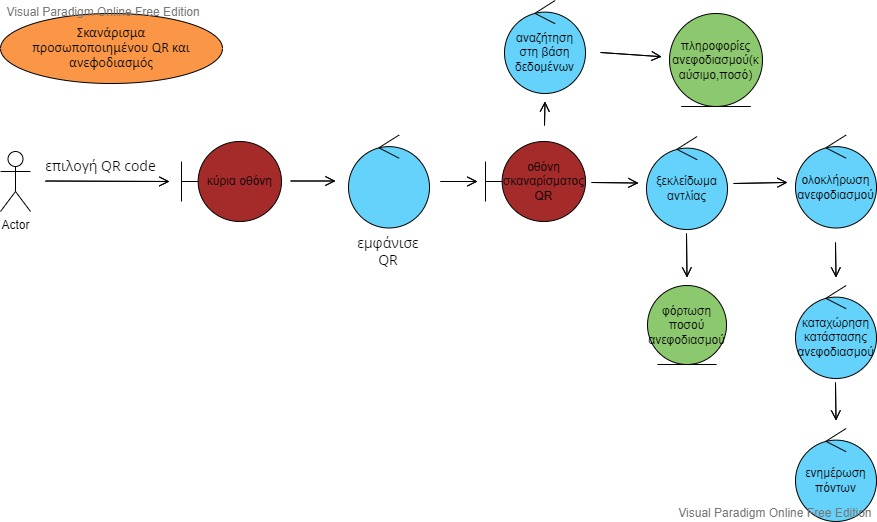 Visual Paradigm Online Free Edition
Σκανάρισμα
προσωποποιημένου QR και
ανεφοδιασμός
αναζήτηση
στη βάση
δεδομένων
πληροφορίες
ανεφοδιασμού(κ
αύσιμο,ποσό)
επιλογή QR code
Actor
κύρια οθόνη
εμφάνισε
QR
οθόνη
σκαναρίσματος
QR
ξεκλείδωμα
αντλίας
ολοκλήρωση
ανεφοδιασμού
φόρτωση
ποσού
ανεφοδιασμού
καταχώρηση
κατάστασης
ανεφοδιασμού
ενημέρωση
πόντων
Visual Paradigm Online Free Edition